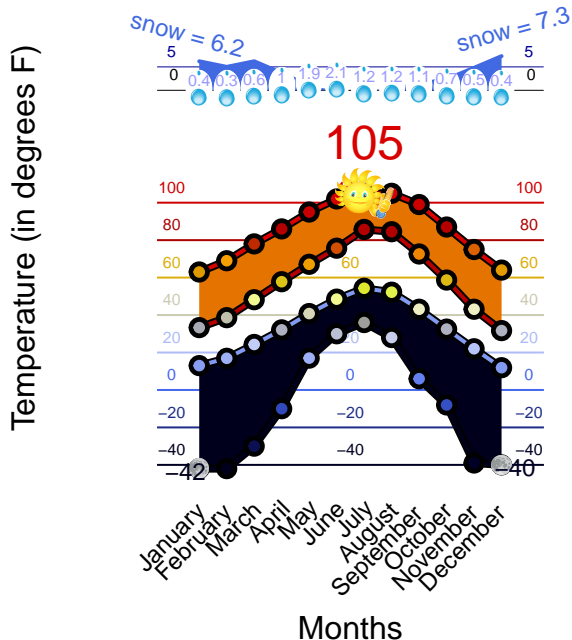 snow = 6.2
snow = 7.3
5 5
0 0
0.4 0.3 0.6 1 1.9 2.1 1.2 1.2 1.1 0.7 0.5 0.4
105
100 100
80 80
60 60 60
40 40
20 20 20
0 0 0
−20 −20 −20
−40 −40 −40
−42 −40
January
February
March
April
May
June
July
August
September
October
November
December
Months
Temperature (in degrees F)